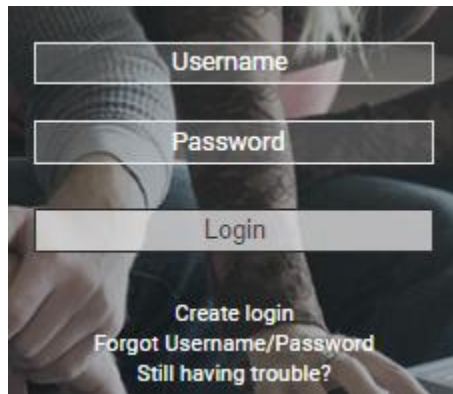 Username
Password
Login
Create login
Forgot Username/Password
Still having trouble?